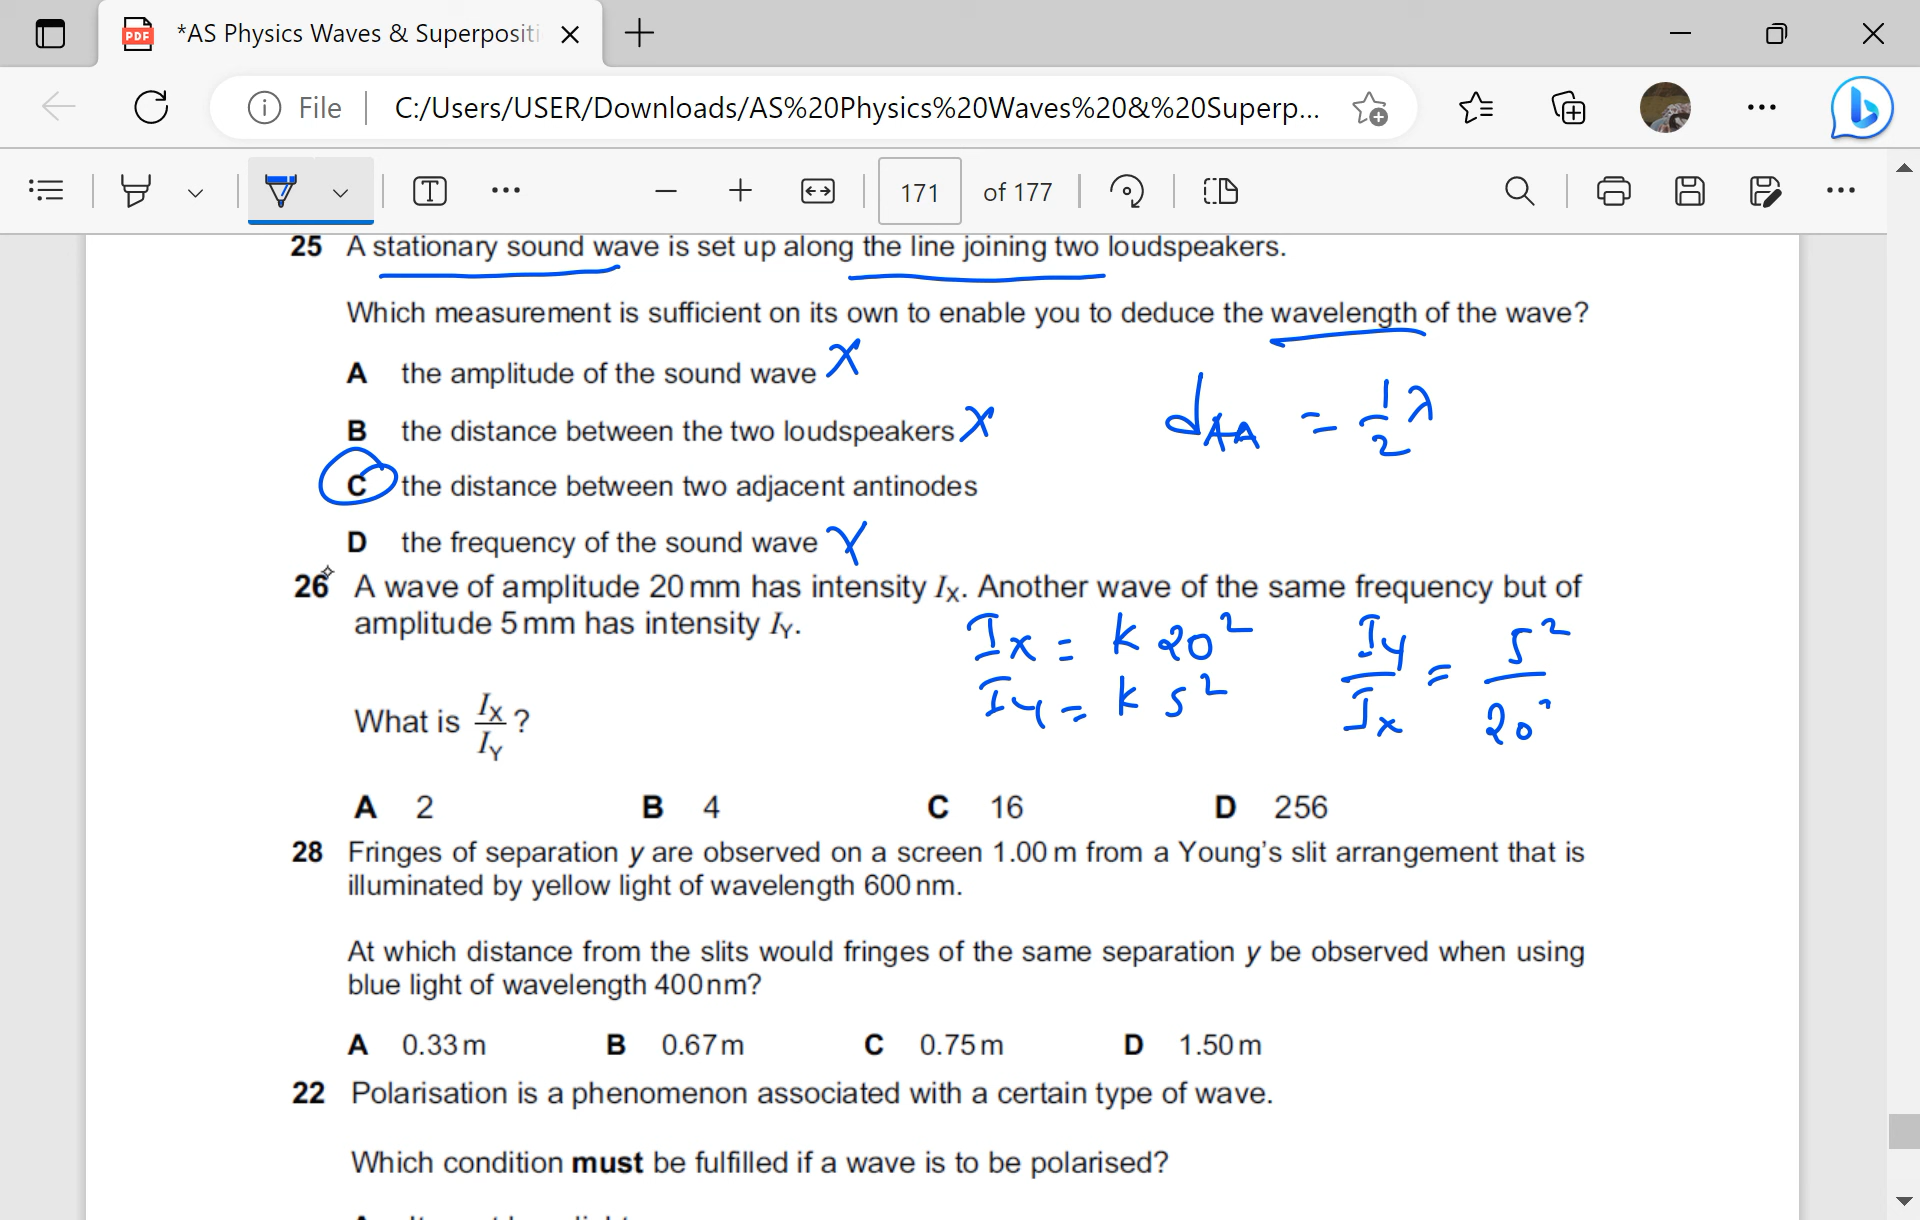 *AS Physics Waves & Superpositi
File
C:/Users/USER/Downloads/AS%20Physics%20Waves%20&%20Superp...
171 of 177
25 A stationary sound wave is set up along the line joining two loudspeakers.
Which measurement is sufficient on its own to enable you to deduce the wavelength of the wave?
A the amplitude of the sound wave X
B the distance between the two loudspeakers X
C the distance between two adjacent antinodes
D the frequency of the sound wave X
dAA = 1/2 λ
26 A wave of amplitude 20 mm has intensity IX. Another wave of the same frequency but of
amplitude 5 mm has intensity IY.
Ix = k 20²
Iy = k 5²
Iy/Ix = 5²/20²
What is IX/IY?
A 2 B 4 C 16 D 256
28 Fringes of separation y are observed on a screen 1.00 m from a Young's slit arrangement that is
illuminated by yellow light of wavelength 600 nm.
At which distance from the slits would fringes of the same separation y be observed when using
blue light of wavelength 400 nm?
A 0.33 m B 0.67 m C 0.75 m D 1.50 m
22 Polarisation is a phenomenon associated with a certain type of wave.
Which condition must be fulfilled if a wave is to be polarised?